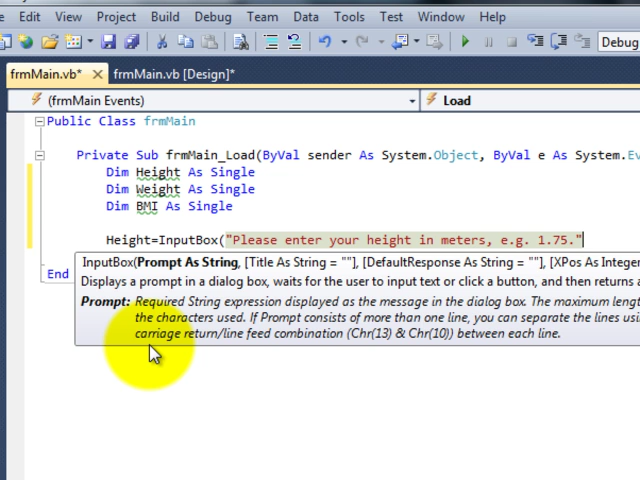 Edit View Project Build Debug Team Data Tools Test Window Help
Debug
frmMain.vb* frmMain.vb [Design]*
(frmMain Events) Load
Public Class frmMain
Private Sub frmMain_Load(ByVal sender As System.Object, ByVal e As System.Ev
Dim Height As Single
Dim Weight As Single
Dim BMI As Single
Height=InputBox("Please enter your height in meters, e.g. 1.75."
InputBox(Prompt As String, [Title As String = ""], [DefaultResponse As String = ""], [XPos As Integer
End
Displays a prompt in a dialog box, waits for the user to input text or click a button, and then returns a
Prompt: Required String expression displayed as the message in the dialog box. The maximum leng
the characters used. If Prompt consists of more than one line, you can separate the lines usi
carriage return/line feed combination (Chr(13) & Chr(10)) between each line.